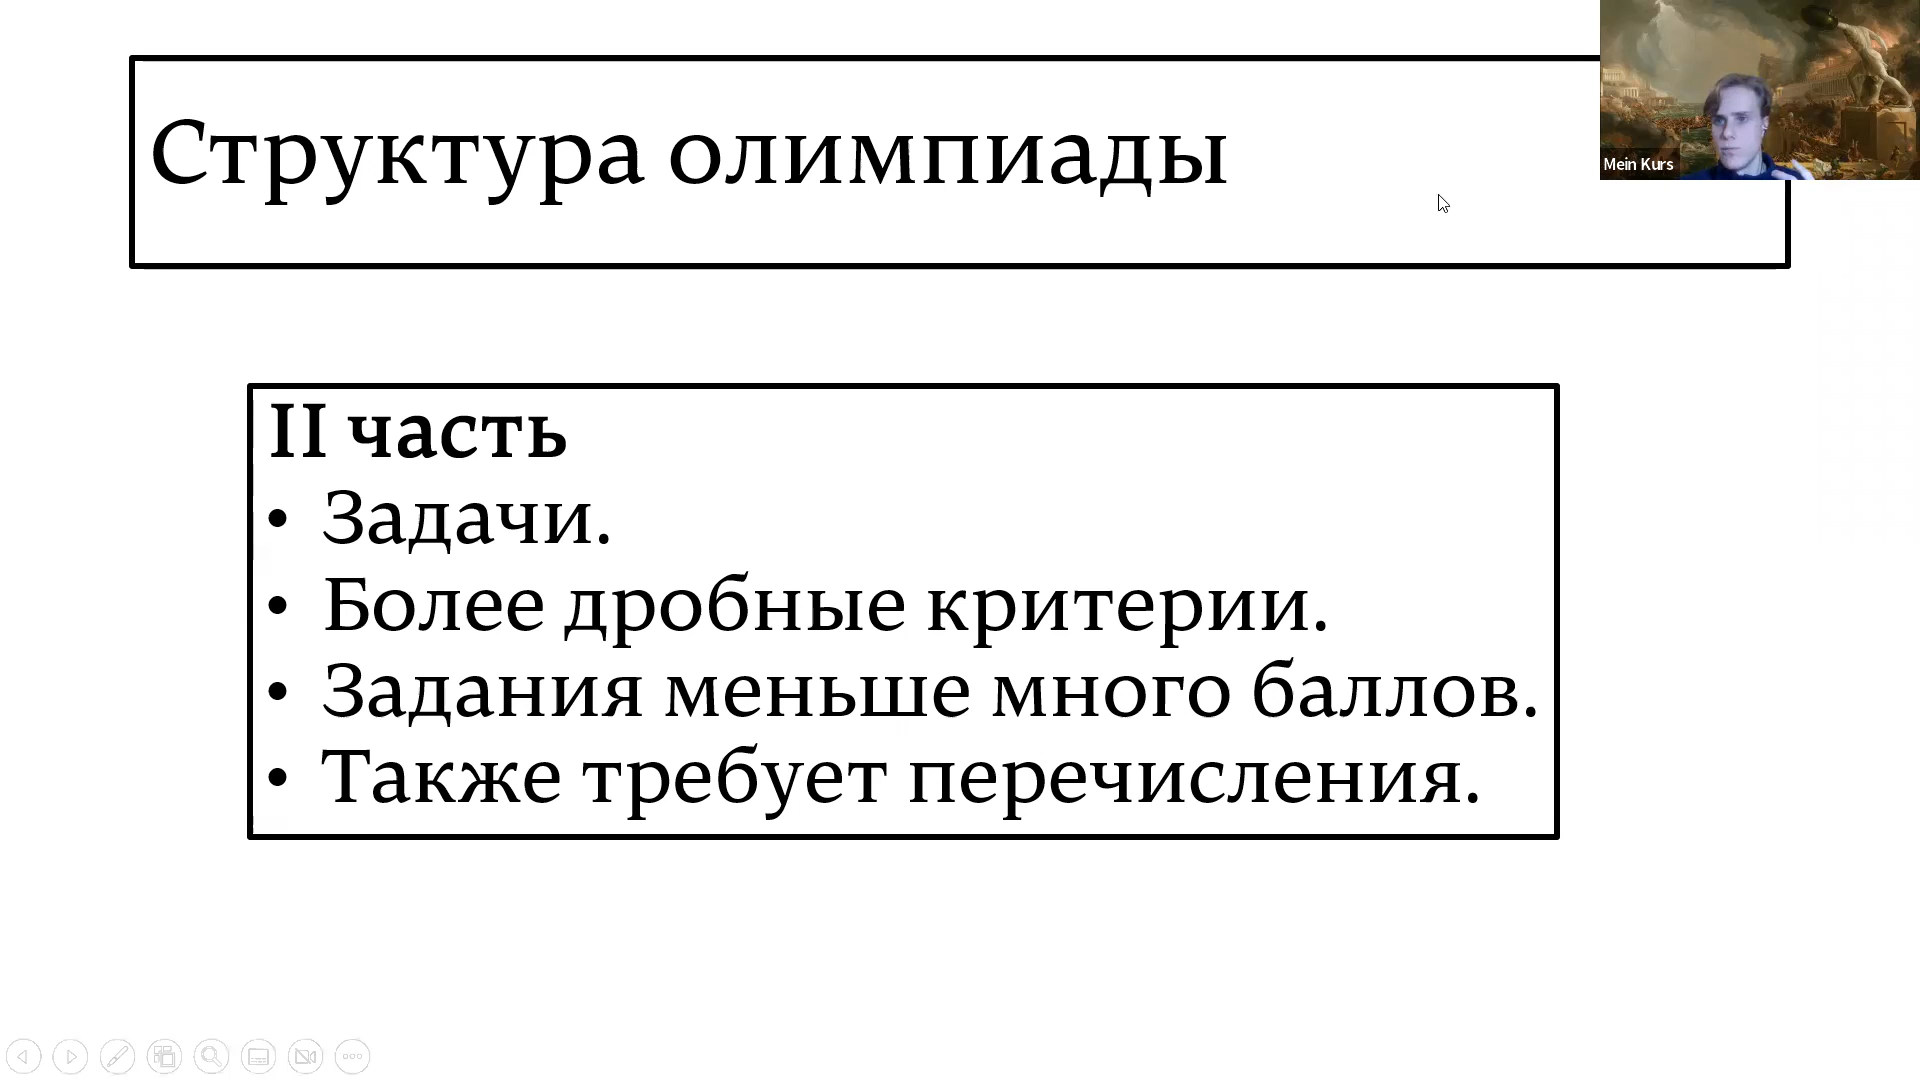 Структура олимпиады
Mein Kurs
II часть
• Задачи.
• Более дробные критерии.
• Задания меньше много баллов.
• Также требует перечисления.